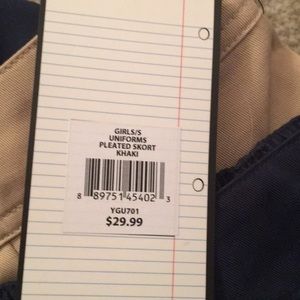 GIRLS/S
UNIFORMS
PLEATED SKORT
KHAKI
8 89751 45402 3
YGU701
$29.99